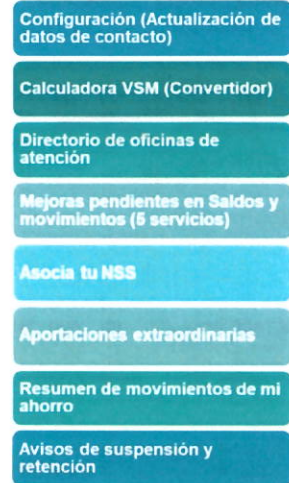 Configuración (Actualización de
datos de contacto)
Calculadora VSM (Convertidor)
Directorio de oficinas de
atención
Mejoras pendientes en Saldos y
movimientos (5 servicios)
Asocia tu NSS
Aportaciones extraordinarias
Resumen de movimientos de mi
ahorro
Avisos de suspensión y
retención